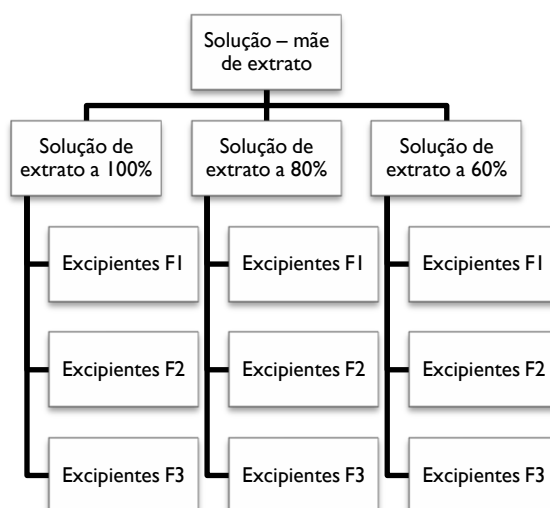 Solução – mãe
de extrato
Solução de
extrato a 100%
Solução de
extrato a 80%
Solução de
extrato a 60%
Excipientes F1
Excipientes F1
Excipientes F1
Excipientes F2
Excipientes F2
Excipientes F2
Excipientes F3
Excipientes F3
Excipientes F3